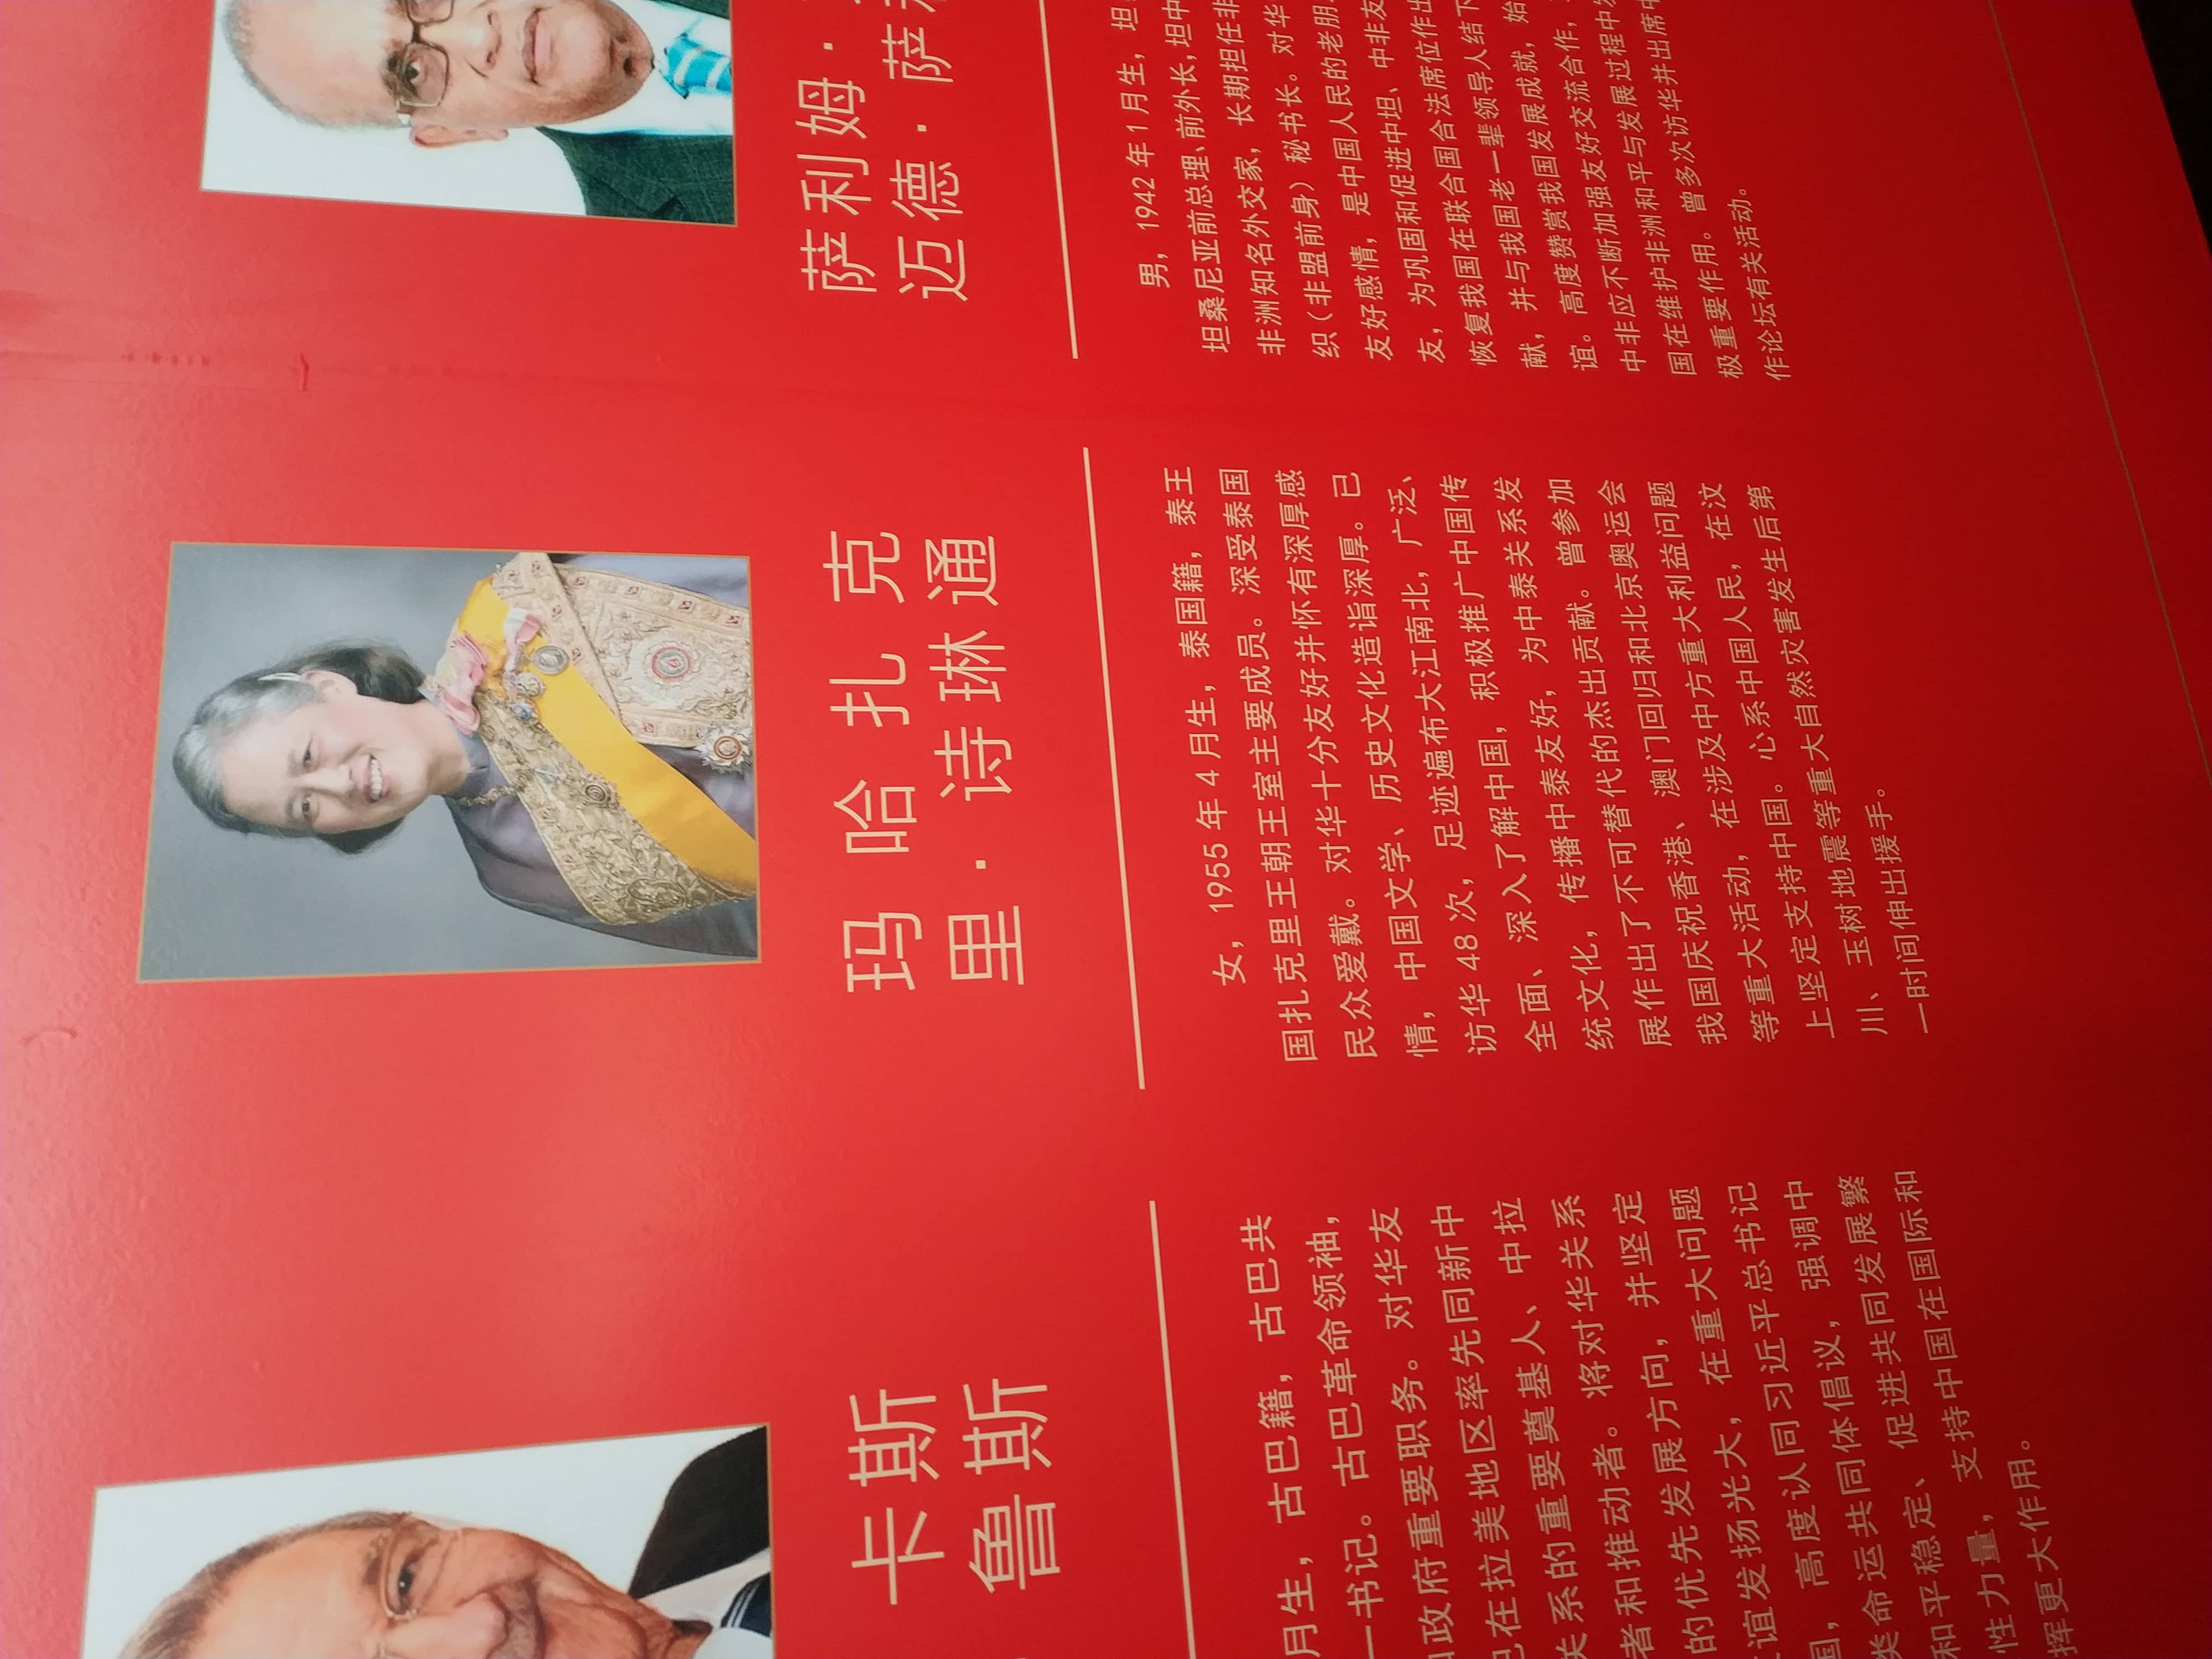 卡斯
· 鲁斯
月生，古巴籍，古巴共
一书记。古巴革命领袖，
政府重要职务。对华友
巴在拉美地区率先同新中
关系的重要奠基人、中拉
者和推动者。将对华关系
的优先发展方向，并坚定
谊发扬光大，在重大问题
国，高度认同习近平总书记
类命运共同体倡议，强调中
和平稳定、促进共同发展繁
性力量，支持中国在国际和
挥更大作用。
玛哈扎克
里·诗琳通
女，1955 年 4 月生，泰国籍，泰王
国扎克里王朝王室主要成员。深受泰国
民众爱戴。对华十分友好并怀有深厚感
情，中国文学、历史文化造诣深厚。已
访华 48 次，足迹遍布大江南北，广泛、
全面、深入了解中国，积极推广中国传
统文化，传播中泰友好，为中泰关系发
展作出了不可替代的杰出贡献。曾参加
我国庆祝香港、澳门回归和北京奥运会
等重大活动，在涉及中方重大利益问题
上坚定支持中国。心系中国人民，在汶
川、玉树地震等重大自然灾害发生后第
一时间伸出援手。
萨利姆·
迈德·萨
男，1942 年 1 月生，坦
坦桑尼亚前总理、前外长，坦中
非洲知名外交家，长期担任非
织（非盟前身）秘书长。对华
友好感情，是中国人民的老朋
友，为巩固和促进中坦、中非友
恢复我国在联合国合法席位作出
献，并与我国老一辈领导人结下
谊。高度赞赏我国发展成就，始
中非应不断加强友好交流合作，
国在维护非洲和平与发展过程中发
极重要作用。曾多次访华并出席中
作论坛有关活动。